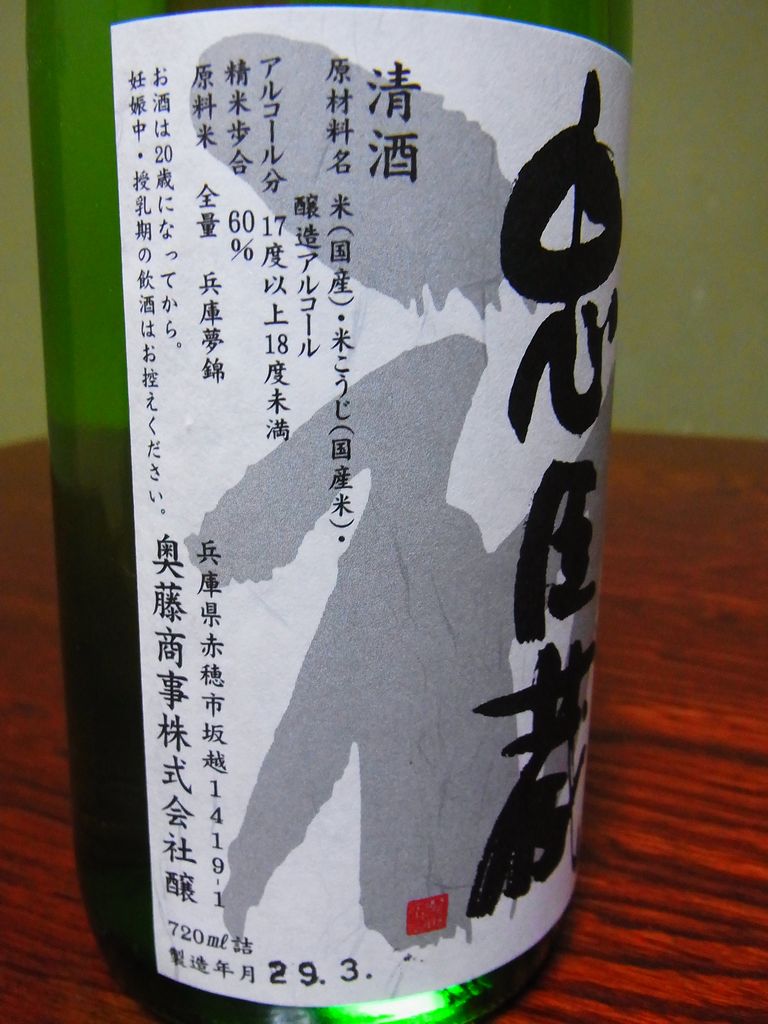 忠臣蔵
清酒
原材料名 米(国産)・米こうじ(国産米)・
醸造アルコール
アルコール分 17度以上18度未満
精米歩合 60%
原料米 全量 兵庫夢錦
お酒は20歳になってから。
妊娠中・授乳期の飲酒はお控えください。
兵庫県赤穂市坂越1419-1
奥藤商事株式会社醸
720ml詰
製造年月 29.3.